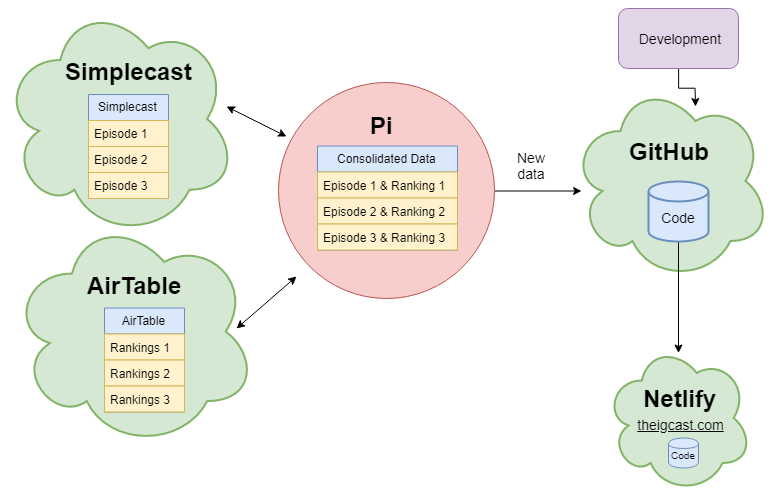 Simplecast
Simplecast
Episode 1
Episode 2
Episode 3
AirTable
AirTable
Rankings 1
Rankings 2
Rankings 3
Pi
Consolidated Data
Episode 1 & Ranking 1
Episode 2 & Ranking 2
Episode 3 & Ranking 3
New
data
Development
GitHub
Code
Netlify
theigcast.com
Code